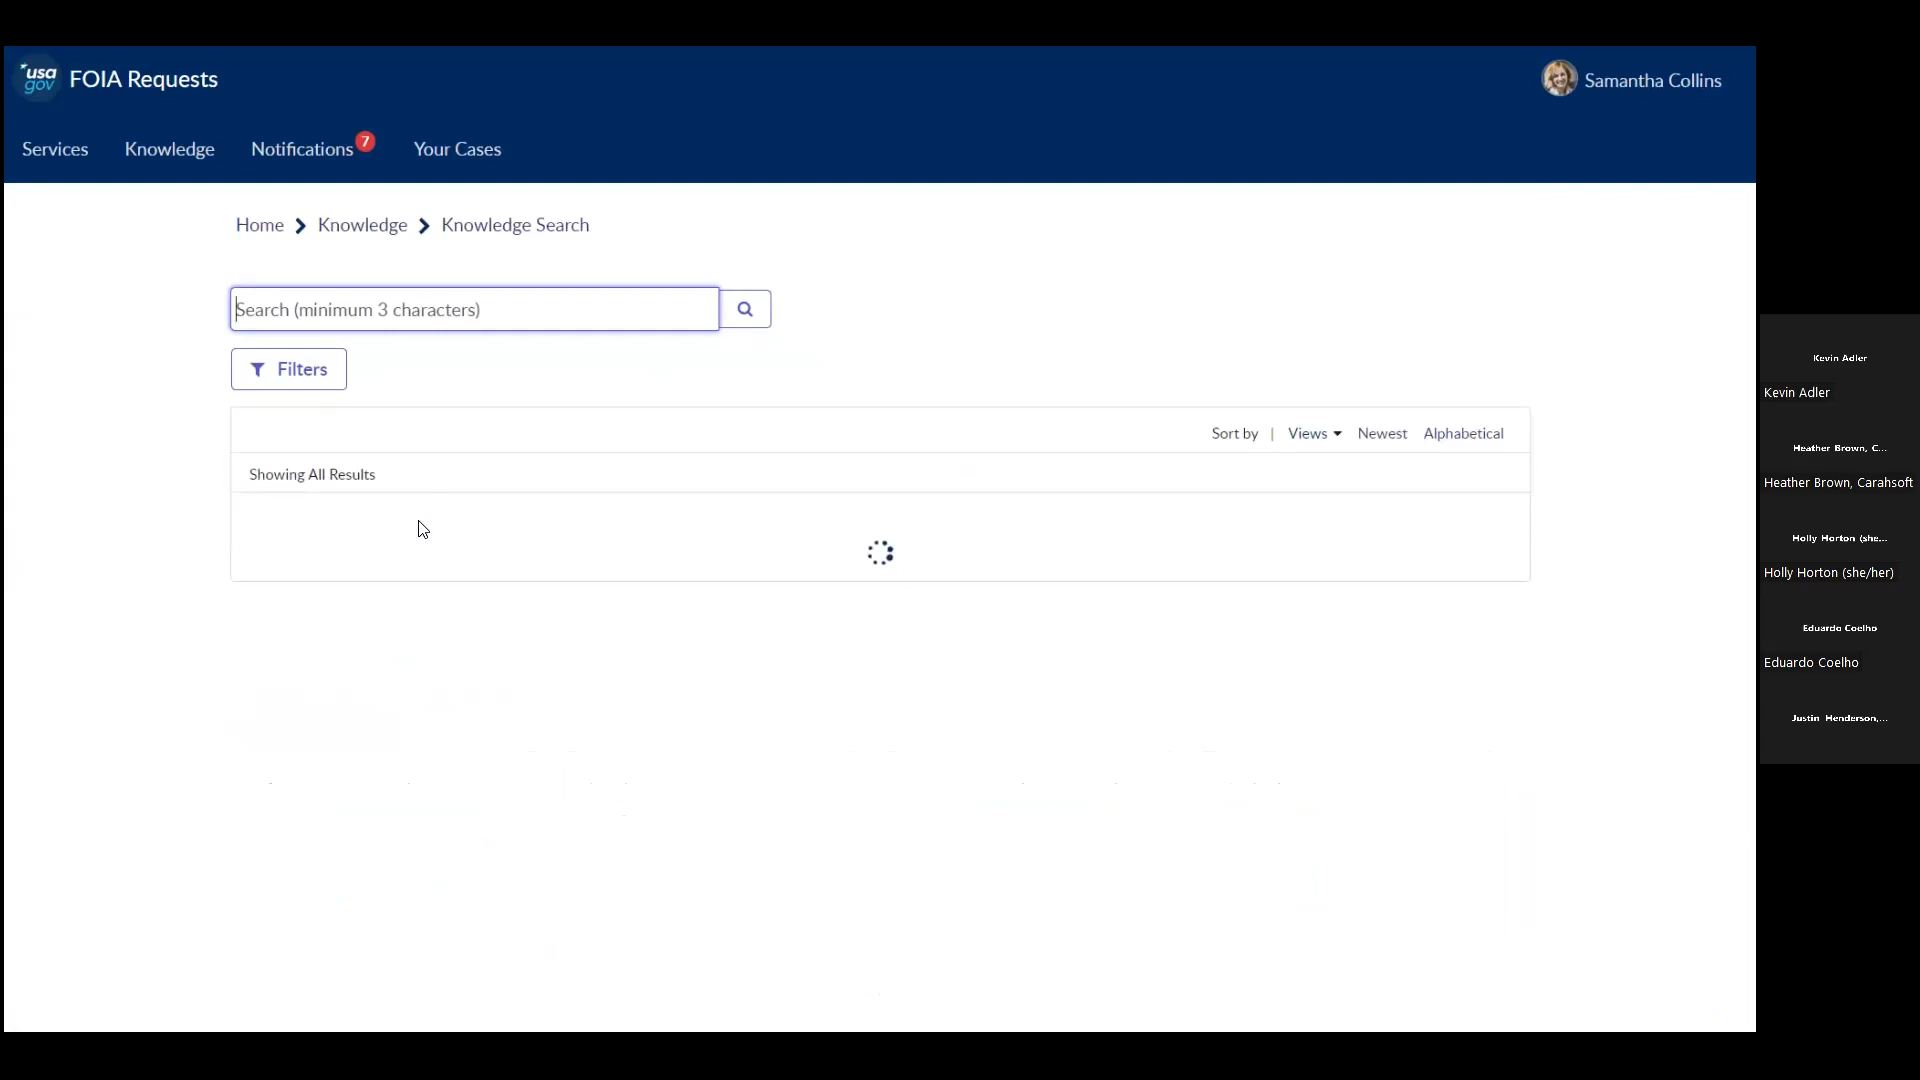 usa gov FOIA Requests
Samantha Collins
Services Knowledge Notifications 7 Your Cases
Home Knowledge Knowledge Search
Search (minimum 3 characters)
Filters
Sort by | Views Newest Alphabetical
Showing All Results
Kevin Adler
Kevin Adler
Heather Brown, C...
Heather Brown, Carahsoft
Holly Horton (she...
Holly Horton (she/her)
Eduardo Coelho
Eduardo Coelho
Justin Henderson,...